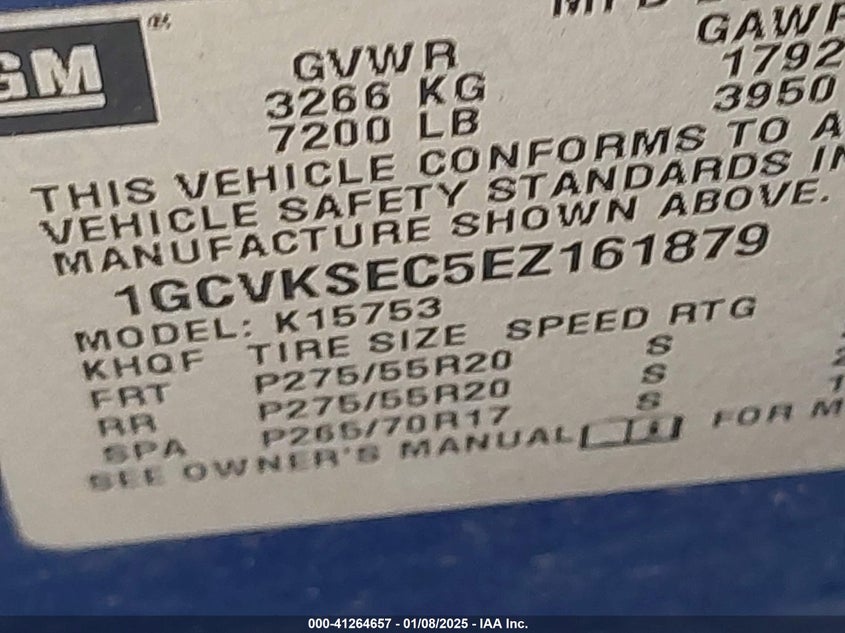 GM
GVWR
GAWR
3266 KG
1792
7200 LB
3950
THIS VEHICLE CONFORMS TO A
VEHICLE SAFETY STANDARDS IN
MANUFACTURE SHOWN ABOVE.
1GCVKSEC5EZ161879
MODEL: K15753
KHQF TIRE SIZE SPEED RTG
FRT P275/55R20 S
RR P275/55R20 S
SPA P265/70R17 S
SEE OWNER'S MANUAL FOR M
000-41264657 - 01/08/2025 - IAA Inc.